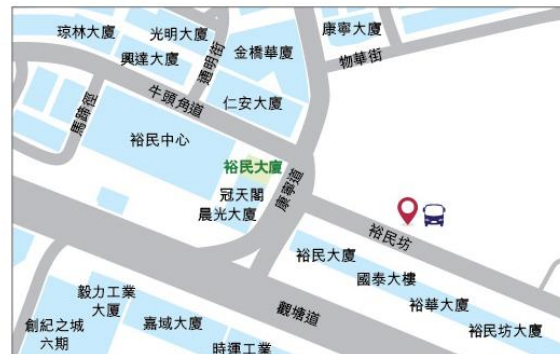 琼林大廈
光明大廈
興達大廈
通明街
金橋華廈
康寧大廈
物華街
馬蹄徑
牛頭角道
仁安大廈
裕民中心
裕民大廈
冠天閣
晨光大廈
康寧道
裕民坊
裕民大廈
國泰大樓
裕華大廈
裕民坊大廈
觀塘道
毅力工業
大廈
創紀之城
六期
嘉域大廈
時運工業